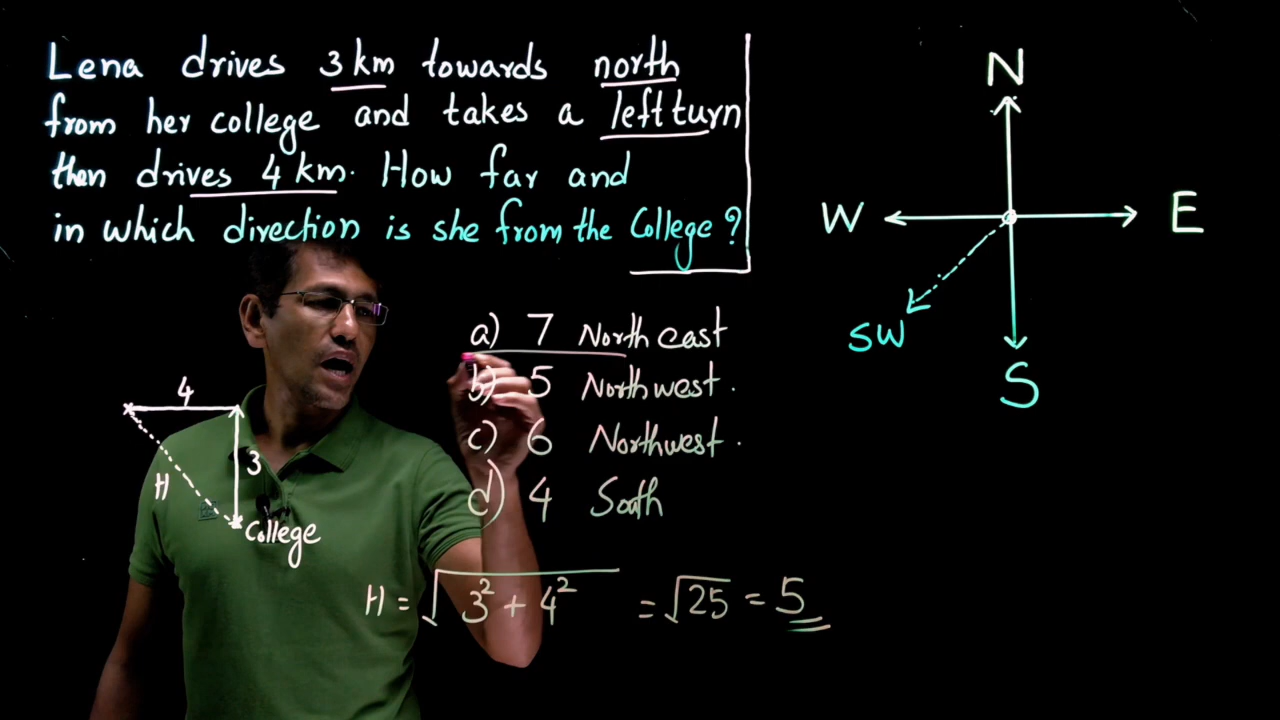 Lena drives 3 km towards north
from her college and takes a left turn
then drives 4 km. How far and
in which direction is she from the College?
N
W
E
SW
S
a) 7 North east
b) 5 Northwest.
c) 6 Northwest.
d) 4 South
4
3
H
College
H = √3² + 4² = √25 = 5